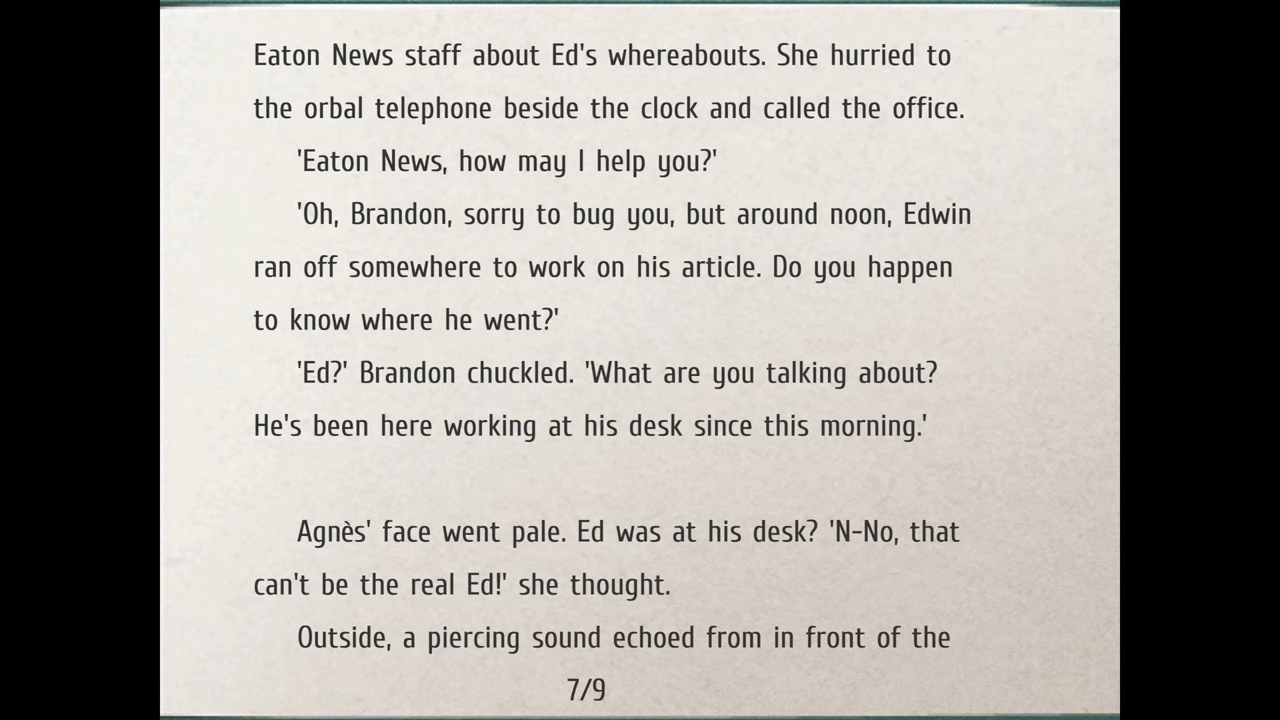 Eaton News staff about Ed's whereabouts. She hurried to
the orbal telephone beside the clock and called the office.
'Eaton News, how may I help you?'
'Oh, Brandon, sorry to bug you, but around noon, Edwin
ran off somewhere to work on his article. Do you happen
to know where he went?'
'Ed?' Brandon chuckled. 'What are you talking about?
He's been here working at his desk since this morning.'
Agnès' face went pale. Ed was at his desk? 'N-No, that
can't be the real Ed!' she thought.
Outside, a piercing sound echoed from in front of the
7/9